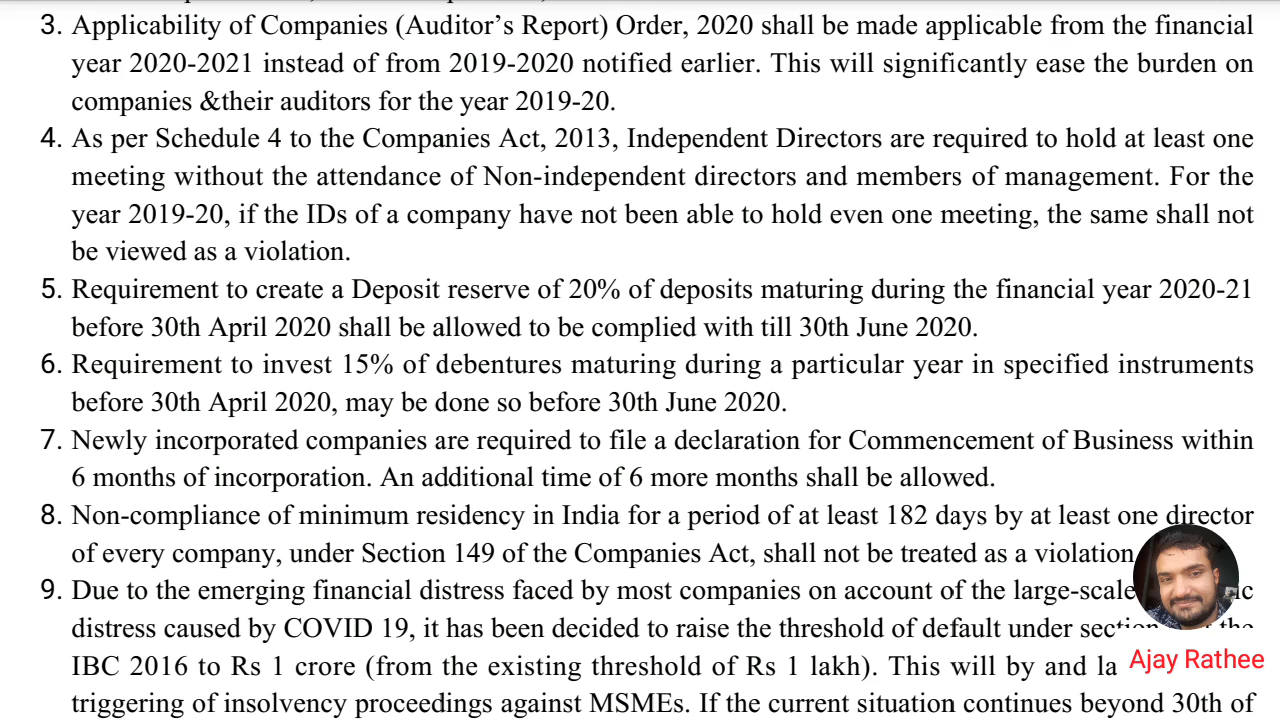 3. Applicability of Companies (Auditor’s Report) Order, 2020 shall be made applicable from the financial
year 2020-2021 instead of from 2019-2020 notified earlier. This will significantly ease the burden on
companies &their auditors for the year 2019-20.
4. As per Schedule 4 to the Companies Act, 2013, Independent Directors are required to hold at least one
meeting without the attendance of Non-independent directors and members of management. For the
year 2019-20, if the IDs of a company have not been able to hold even one meeting, the same shall not
be viewed as a violation.
5. Requirement to create a Deposit reserve of 20% of deposits maturing during the financial year 2020-21
before 30th April 2020 shall be allowed to be complied with till 30th June 2020.
6. Requirement to invest 15% of debentures maturing during a particular year in specified instruments
before 30th April 2020, may be done so before 30th June 2020.
7. Newly incorporated companies are required to file a declaration for Commencement of Business within
6 months of incorporation. An additional time of 6 more months shall be allowed.
8. Non-compliance of minimum residency in India for a period of at least 182 days by at least one director
of every company, under Section 149 of the Companies Act, shall not be treated as a violation
9. Due to the emerging financial distress faced by most companies on account of the large-scale
distress caused by COVID 19, it has been decided to raise the threshold of default under section the
IBC 2016 to Rs 1 crore (from the existing threshold of Rs 1 lakh). This will by and la
Ajay Rathee
triggering of insolvency proceedings against MSMEs. If the current situation continues beyond 30th of